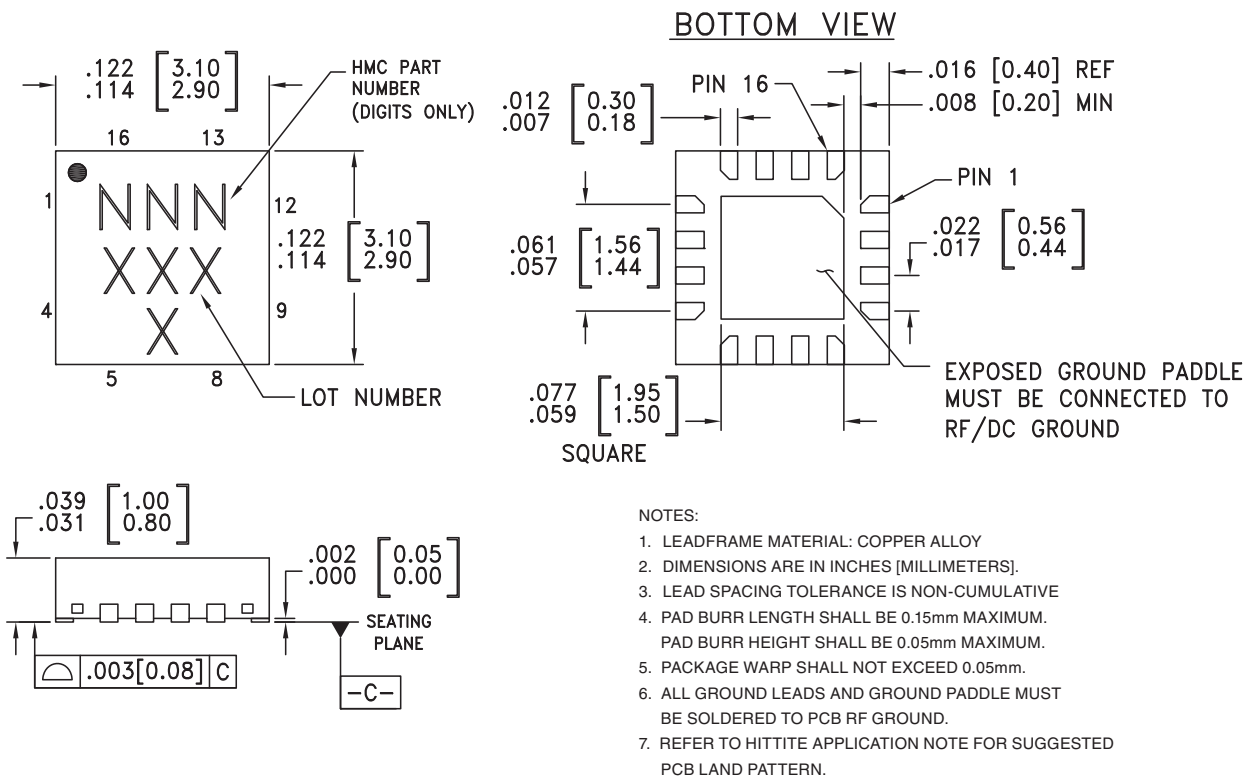 BOTTOM VIEW
.122 [3.10]
.114 [2.90]
HMC PART
NUMBER
(DIGITS ONLY)
16 13
1
12
4
9
5 8
NNN
XXX
X
.122 [3.10]
.114 [2.90]
LOT NUMBER
.012 [0.30]
.007 [0.18]
PIN 16
.016 [0.40] REF
.008 [0.20] MIN
PIN 1
.061 [1.56]
.057 [1.44]
.022 [0.56]
.017 [0.44]
.077 [1.95]
.059 [1.50]
SQUARE
EXPOSED GROUND PADDLE
MUST BE CONNECTED TO
RF/DC GROUND
.039 [1.00]
.031 [0.80]
.002 [0.05]
.000 [0.00]
SEATING
PLANE
.003[0.08] C
-C-
NOTES:
1. LEADFRAME MATERIAL: COPPER ALLOY
2. DIMENSIONS ARE IN INCHES [MILLIMETERS].
3. LEAD SPACING TOLERANCE IS NON-CUMULATIVE
4. PAD BURR LENGTH SHALL BE 0.15mm MAXIMUM.
PAD BURR HEIGHT SHALL BE 0.05mm MAXIMUM.
5. PACKAGE WARP SHALL NOT EXCEED 0.05mm.
6. ALL GROUND LEADS AND GROUND PADDLE MUST
BE SOLDERED TO PCB RF GROUND.
7. REFER TO HITTITE APPLICATION NOTE FOR SUGGESTED
PCB LAND PATTERN.